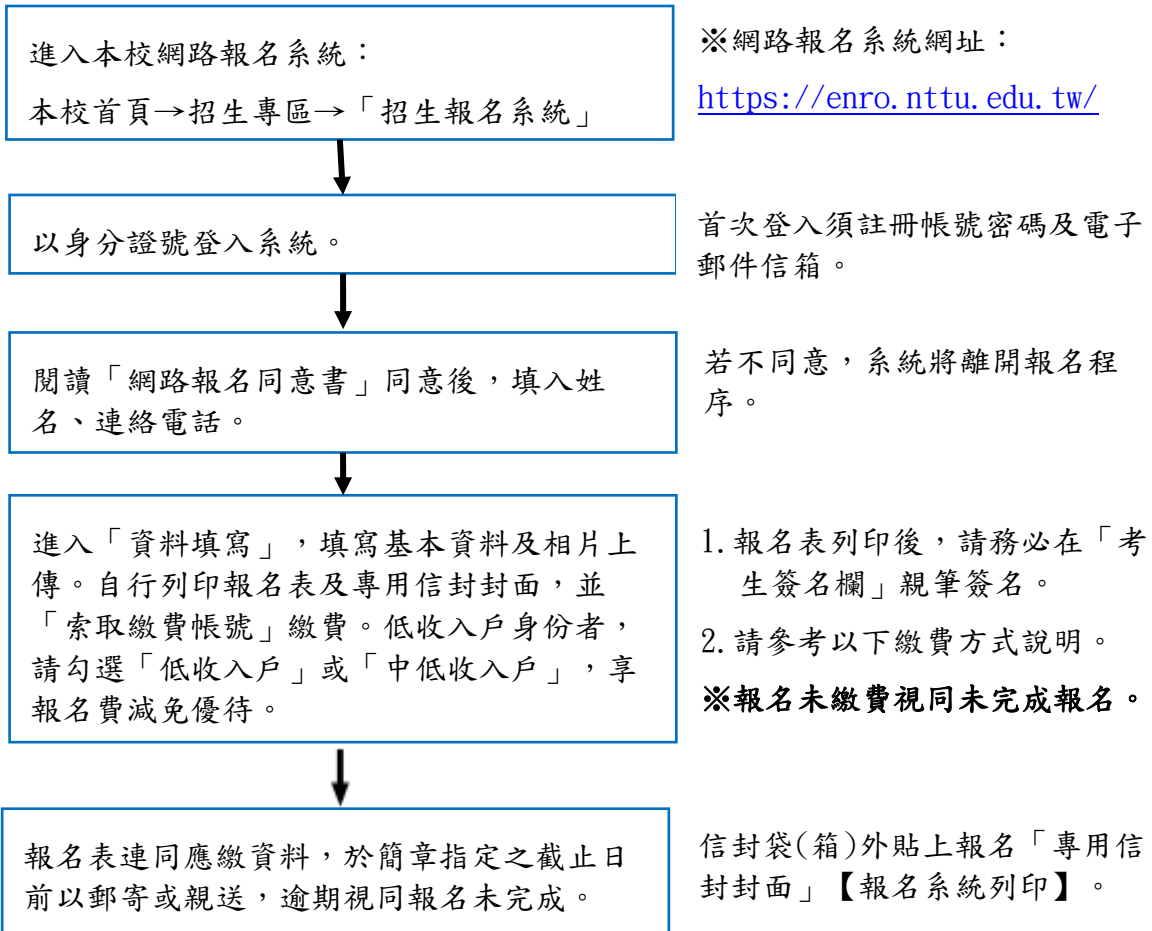 進入本校網路報名系統：
本校首頁→招生專區→「招生報名系統」
※網路報名系統網址：
https://enro.nttu.edu.tw/
以身分證號登入系統。
首次登入須註冊帳號密碼及電子
郵件信箱。
閱讀「網路報名同意書」同意後，填入姓
名、連絡電話。
若不同意，系統將離開報名程
序。
進入「資料填寫」，填寫基本資料及相片上
傳。自行列印報名表及專用信封封面，並
「索取繳費帳號」繳費。低收入戶身份者，
請勾選「低收入戶」或「中低收入戶」，享
報名費減免優待。
1.報名表列印後，請務必在「考
生簽名欄」親筆簽名。
2.請參考以下繳費方式說明。
※報名未繳費視同未完成報名。
報名表連同應繳資料，於簡章指定之截止日
前以郵寄或親送，逾期視同報名未完成。
信封袋(箱)外貼上報名「專用信
封封面」【報名系統列印】。